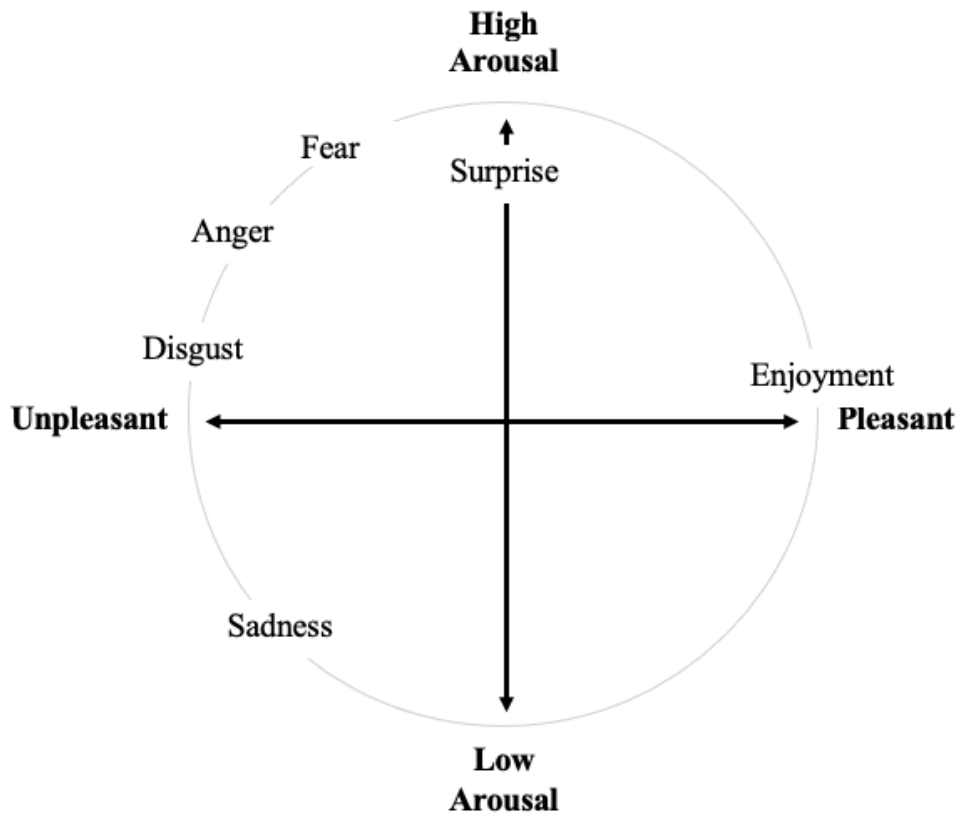 High
Arousal
Fear
Surprise
Anger
Disgust
Enjoyment
Unpleasant
Pleasant
Sadness
Low
Arousal